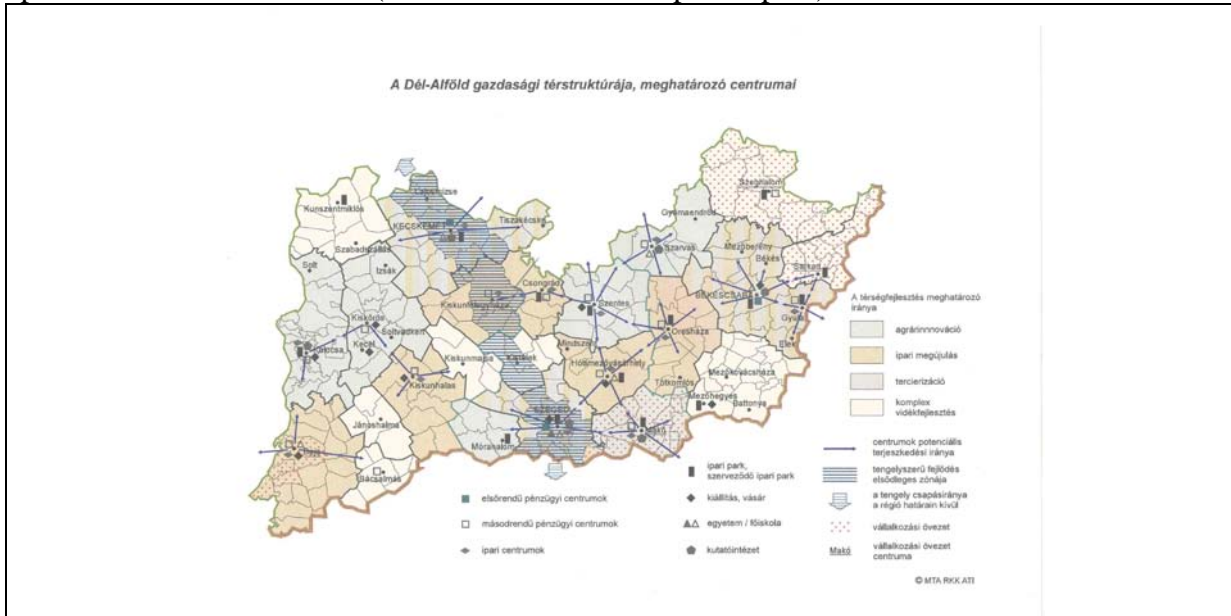 A Dél-Alföld gazdasági térstruktúrája, meghatározó centrumai
Szeghalom
Kunszentmiklós
Lajosmizse
Tiszakécske
Gyomaendrőd
KECSKEMÉT
Szabadszállás
Szarvas
Mezőberény
Békés
Solt
Izsák
Sarkad
Csongrád
BÉKÉSCSABA
Kiskunfélegyháza
Szentes
Gyula
Kiskőrös
Orosháza
Soltvadkert
Elek
Kalocsa
Kecel
Mindszent
Kiskunmajsa
Kistelek
Hódmezővásárhely
Mezőkovácsháza
Kiskunhalas
Tótkomlós
Mezőhegyes
Battonya
Jánoshalma
SZEGED
Makó
Mórahalom
Baja
Bácsalmás
A térségfejlesztés meghatározó
iránya
agrárinnnováció
ipari megújulás
tercierizáció
komplex
vidékfejlesztés
centrumok potenciális
terjeszkedési iránya
tengelyszerű fejlődés
elsődleges zónája
a tengely csapásiránya
a régió határain kívül
vállalkozási övezet
Makó
vállalkozási övezet
centruma
elsőrendű pénzügyi centrumok
másodrendű pénzügyi centrumok
ipari centrumok
ipari park,
szerveződő ipari park
kiállítás, vásár
egyetem / főiskola
kutatóintézet
© MTA RKK ATI